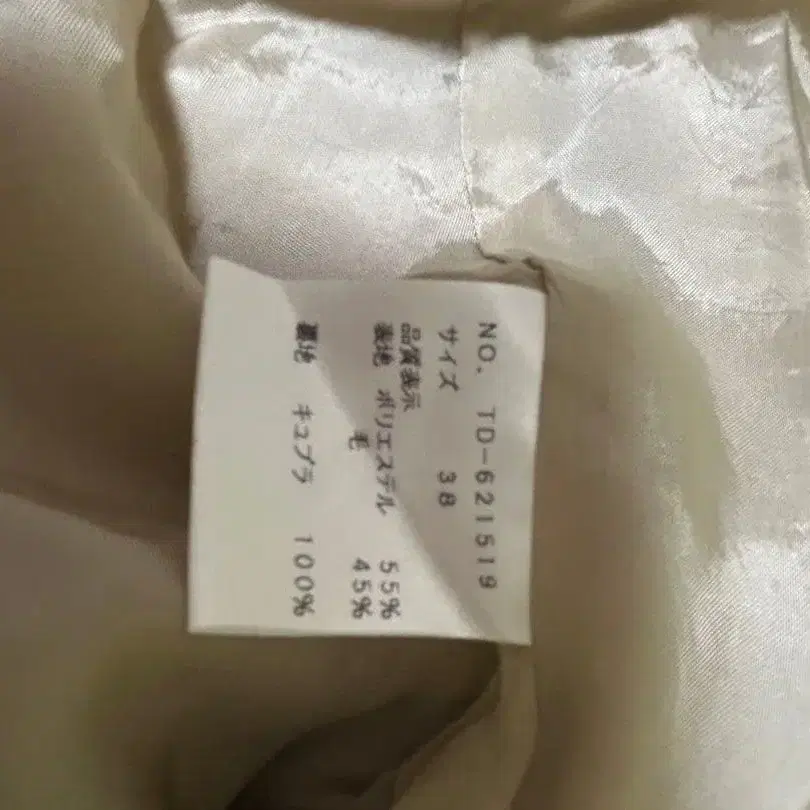 NO. TD-621519
サイズ 38
品質表示
表地 ポリエステル 55%
毛 45%
裏地 キュプラ 100%